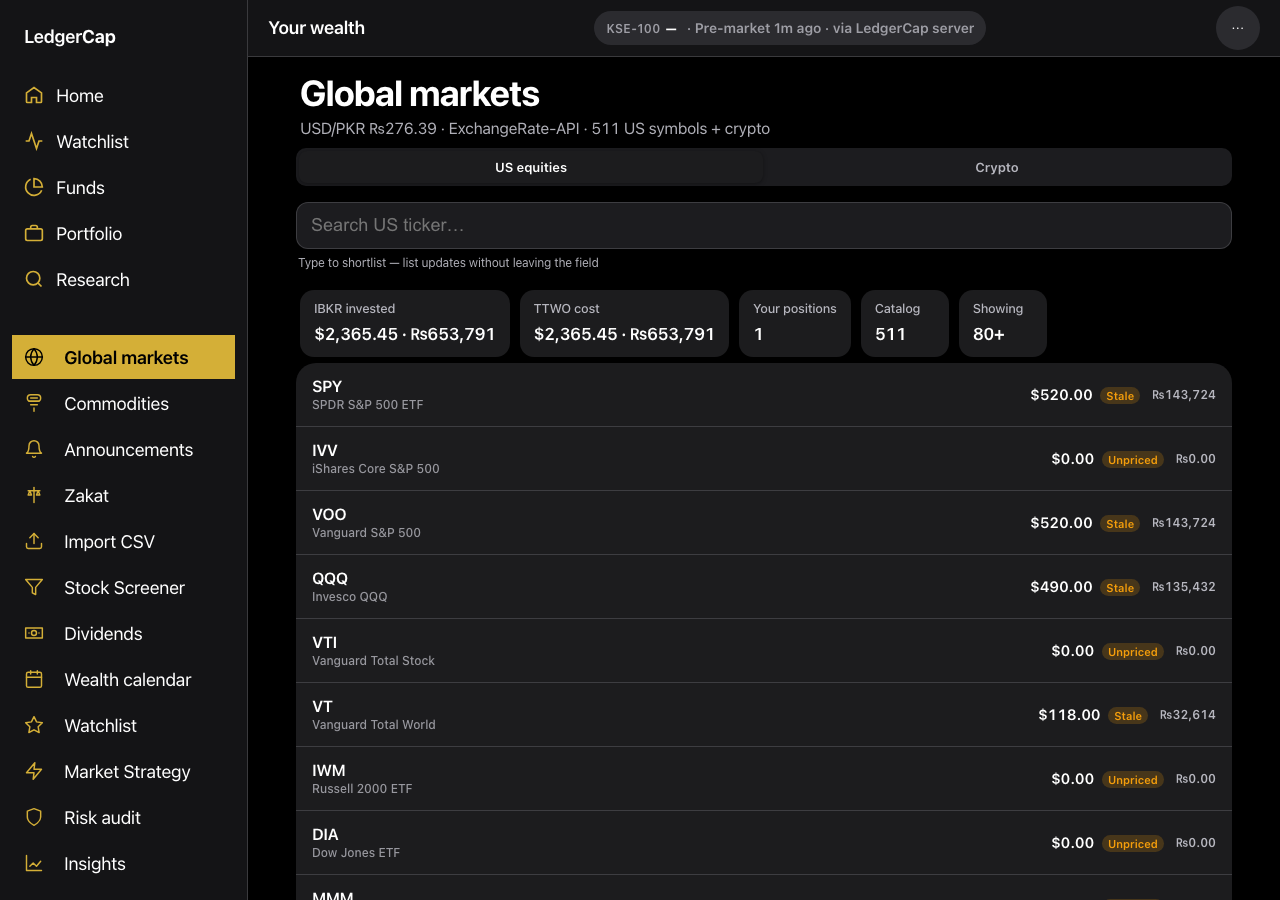 LedgerCap
Home
Watchlist
Funds
Portfolio
Research
Global markets
Commodities
Announcements
Zakat
Import CSV
Stock Screener
Dividends
Wealth calendar
Watchlist
Market Strategy
Risk audit
Insights
Your wealth
KSE-100 — · Pre-market 1m ago · via LedgerCap server
...
Global markets
USD/PKR ₨276.39 · ExchangeRate-API · 511 US symbols + crypto
US equities
Crypto
Search US ticker…
Type to shortlist — list updates without leaving the field
IBKR invested
$2,365.45 · ₨653,791
TTWO cost
$2,365.45 · ₨653,791
Your positions
1
Catalog
511
Showing
80+
SPY
SPDR S&P 500 ETF
$520.00 Stale ₨143,724
IVV
iShares Core S&P 500
$0.00 Unpriced ₨0.00
VOO
Vanguard S&P 500
$520.00 Stale ₨143,724
QQQ
Invesco QQQ
$490.00 Stale ₨135,432
VTI
Vanguard Total Stock
$0.00 Unpriced ₨0.00
VT
Vanguard Total World
$118.00 Stale ₨32,614
IWM
Russell 2000 ETF
$0.00 Unpriced ₨0.00
DIA
Dow Jones ETF
$0.00 Unpriced ₨0.00
MMM